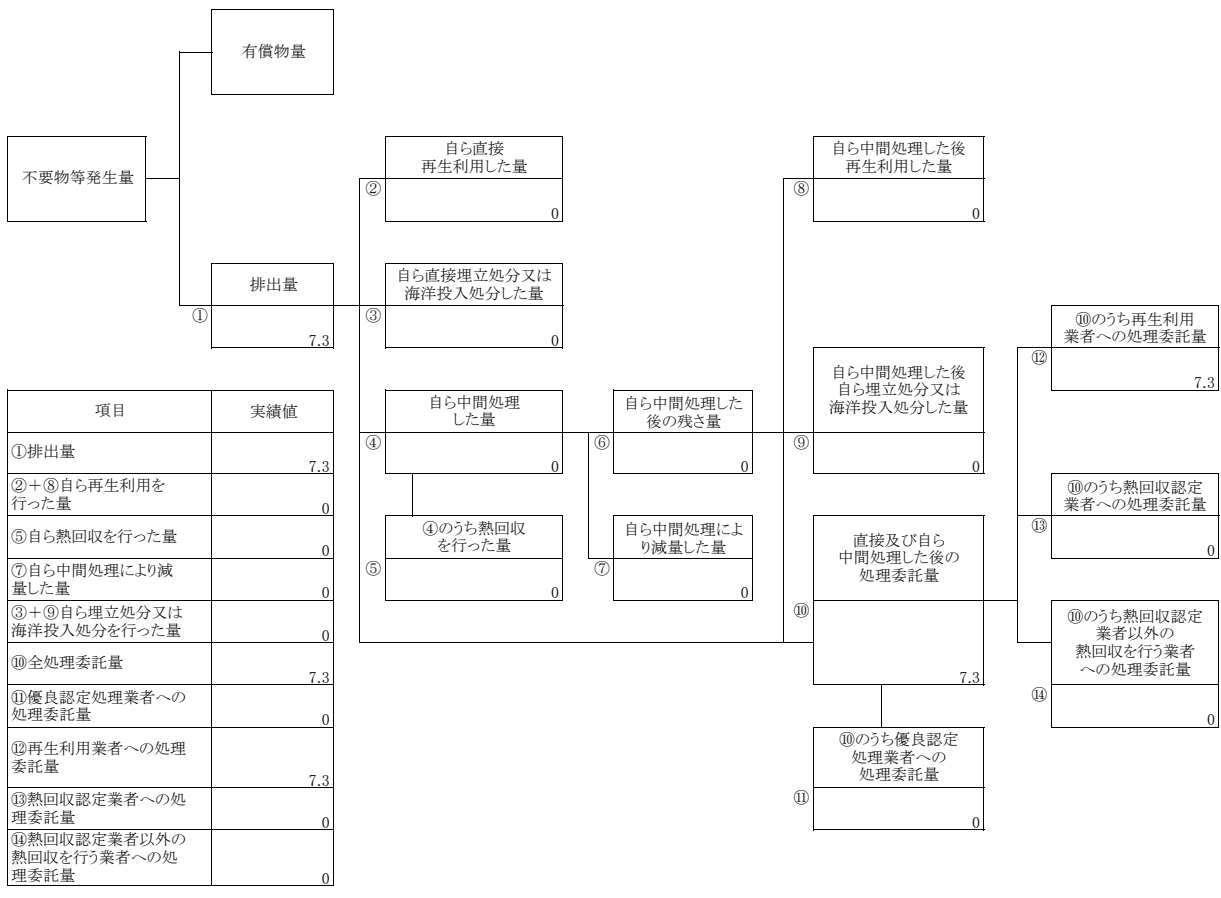 有償物量
不要物等発生量
排出量
①
7.3
自ら直接
再生利用した量
②
0
自ら直接埋立処分又は
海洋投入処分した量
③
0
自ら中間処理
した量
④
0
④のうち熱回収
を行った量
⑤
0
自ら中間処理した
後の残さ量
⑥
0
自ら中間処理によ
り減量した量
⑦
0
自ら中間処理した後
再生利用した量
⑧
0
自ら中間処理した後
自ら埋立処分又は
海洋投入処分した量
⑨
0
直接及び自ら
中間処理した後の
処理委託量
⑩
7.3
⑩のうち優良認定
処理業者への
処理委託量
⑪
0
⑩のうち再生利用
業者への処理委託量
⑫
7.3
⑩のうち熱回収認定
業者への処理委託量
⑬
0
⑩のうち熱回収認定
業者以外の
熱回収を行う業者
への処理委託量
⑭
0
項目 実績値
①排出量
7.3
②＋⑧自ら再生利用を
行った量
0
⑤自ら熱回収を行った量
0
⑦自ら中間処理により減
量した量
0
③＋⑨自ら埋立処分又は
海洋投入処分を行った量
0
⑩全処理委託量
7.3
⑪優良認定処理業者への
処理委託量
0
⑫再生利用業者への処理
委託量
7.3
⑬熱回収認定業者への処
理委託量
0
⑭熱回収認定業者以外の
熱回収を行う業者への処
理委託量
0